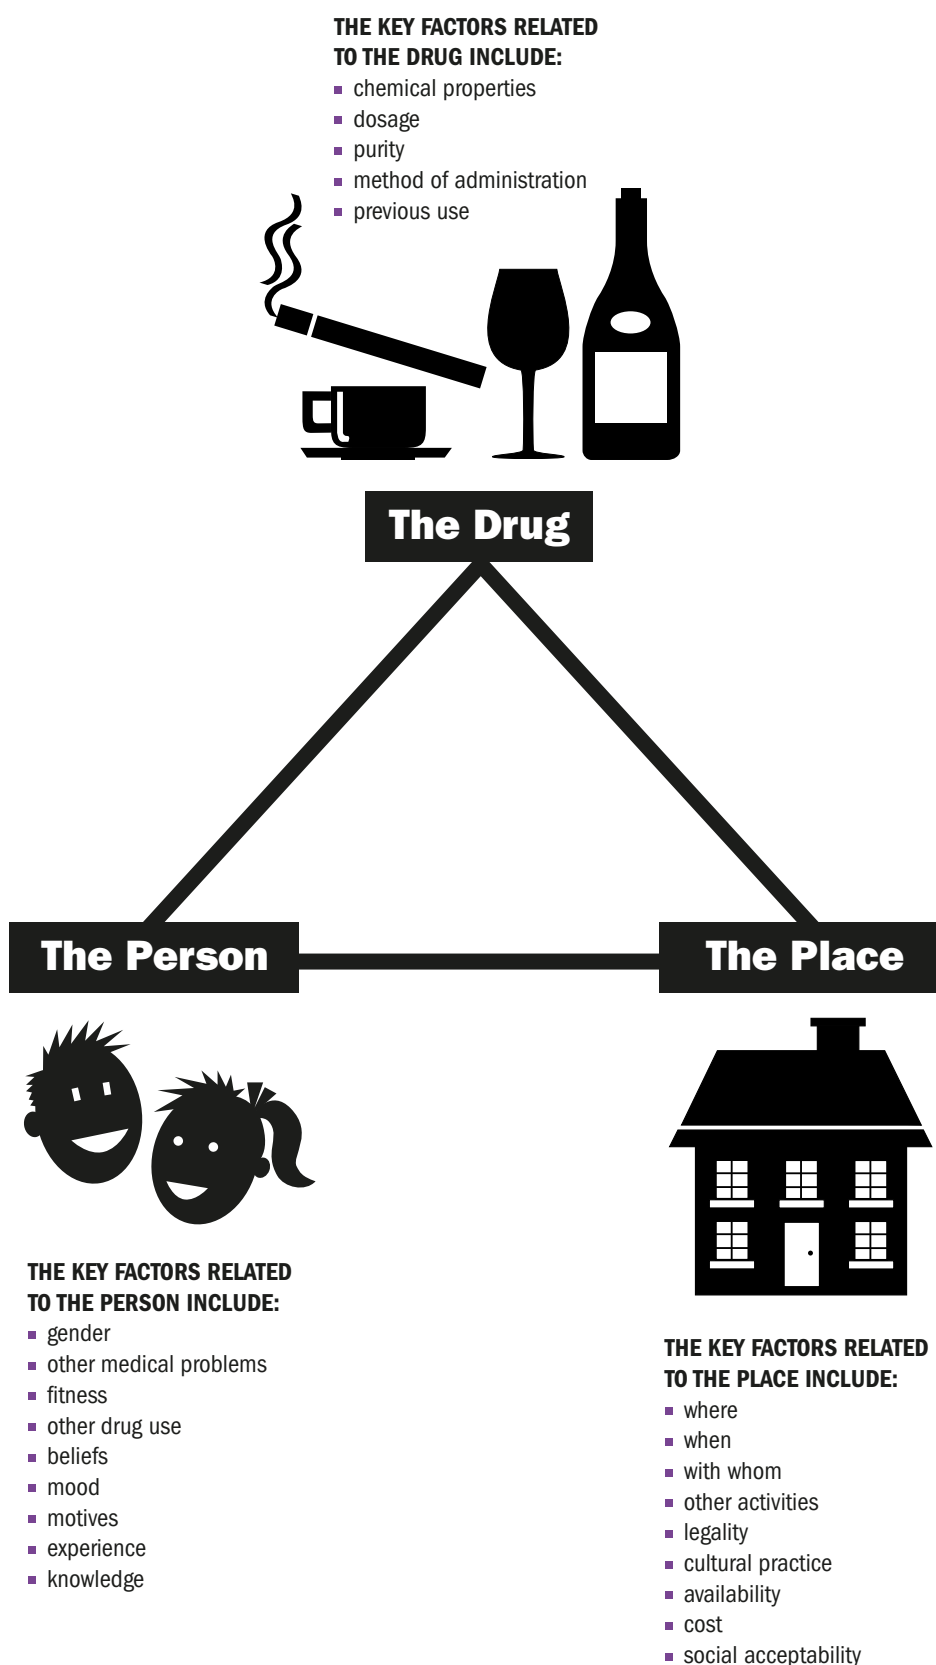 THE KEY FACTORS RELATED
TO THE DRUG INCLUDE:
chemical properties
dosage
purity
method of administration
previous use
The Drug
The Person
The Place
THE KEY FACTORS RELATED
TO THE PERSON INCLUDE:
gender
other medical problems
fitness
other drug use
beliefs
mood
motives
experience
knowledge
THE KEY FACTORS RELATED
TO THE PLACE INCLUDE:
where
when
with whom
other activities
legality
cultural practice
availability
cost
social acceptability